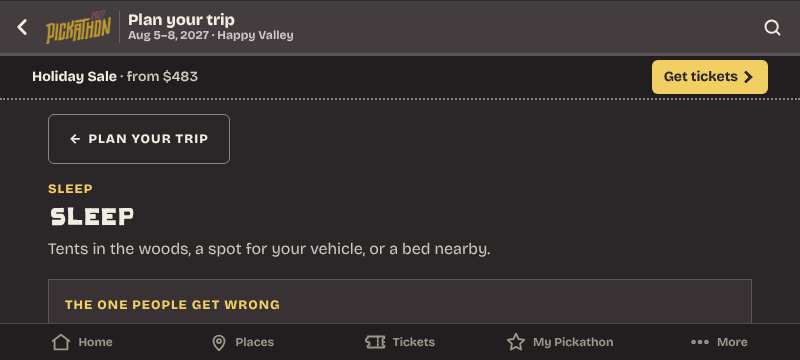 PICKATHON
Plan your trip
Aug 5–8, 2027 · Happy Valley
Holiday Sale · from $483
Get tickets
← PLAN YOUR TRIP
SLEEP
SLEEP
Tents in the woods, a spot for your vehicle, or a bed nearby.
THE ONE PEOPLE GET WRONG
Home
Places
Tickets
My Pickathon
More